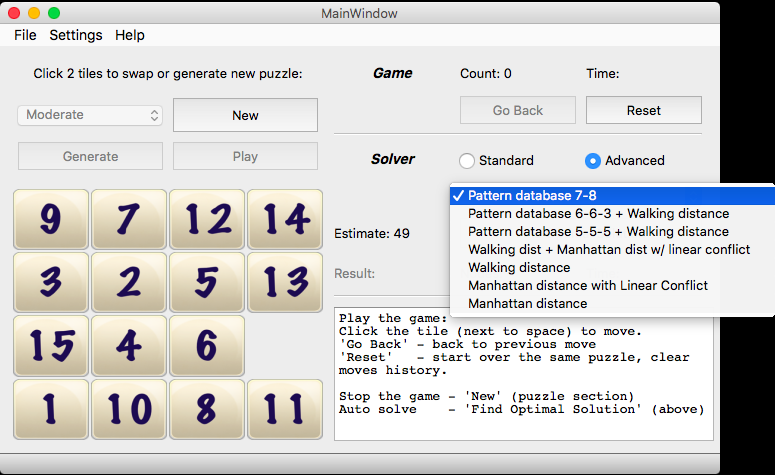 MainWindow
File Settings Help
Click 2 tiles to swap or generate new puzzle:
Game
Count: 0
Time:
Moderate
New
Go Back
Reset
Generate
Play
Solver
Standard
Advanced
✓ Pattern database 7-8
Pattern database 6-6-3 + Walking distance
Pattern database 5-5-5 + Walking distance
Walking dist + Manhattan dist w/ linear conflict
Walking distance
Manhattan distance with Linear Conflict
Manhattan distance
Estimate: 49
Result:
9 7 12 14
3 2 5 13
15 4 6
1 10 8 11
Play the game:
Click the tile (next to space) to move.
'Go Back' - back to previous move
'Reset'   - start over the same puzzle, clear
moves history.
Stop the game - 'New' (puzzle section)
Auto solve    - 'Find Optimal Solution' (above)